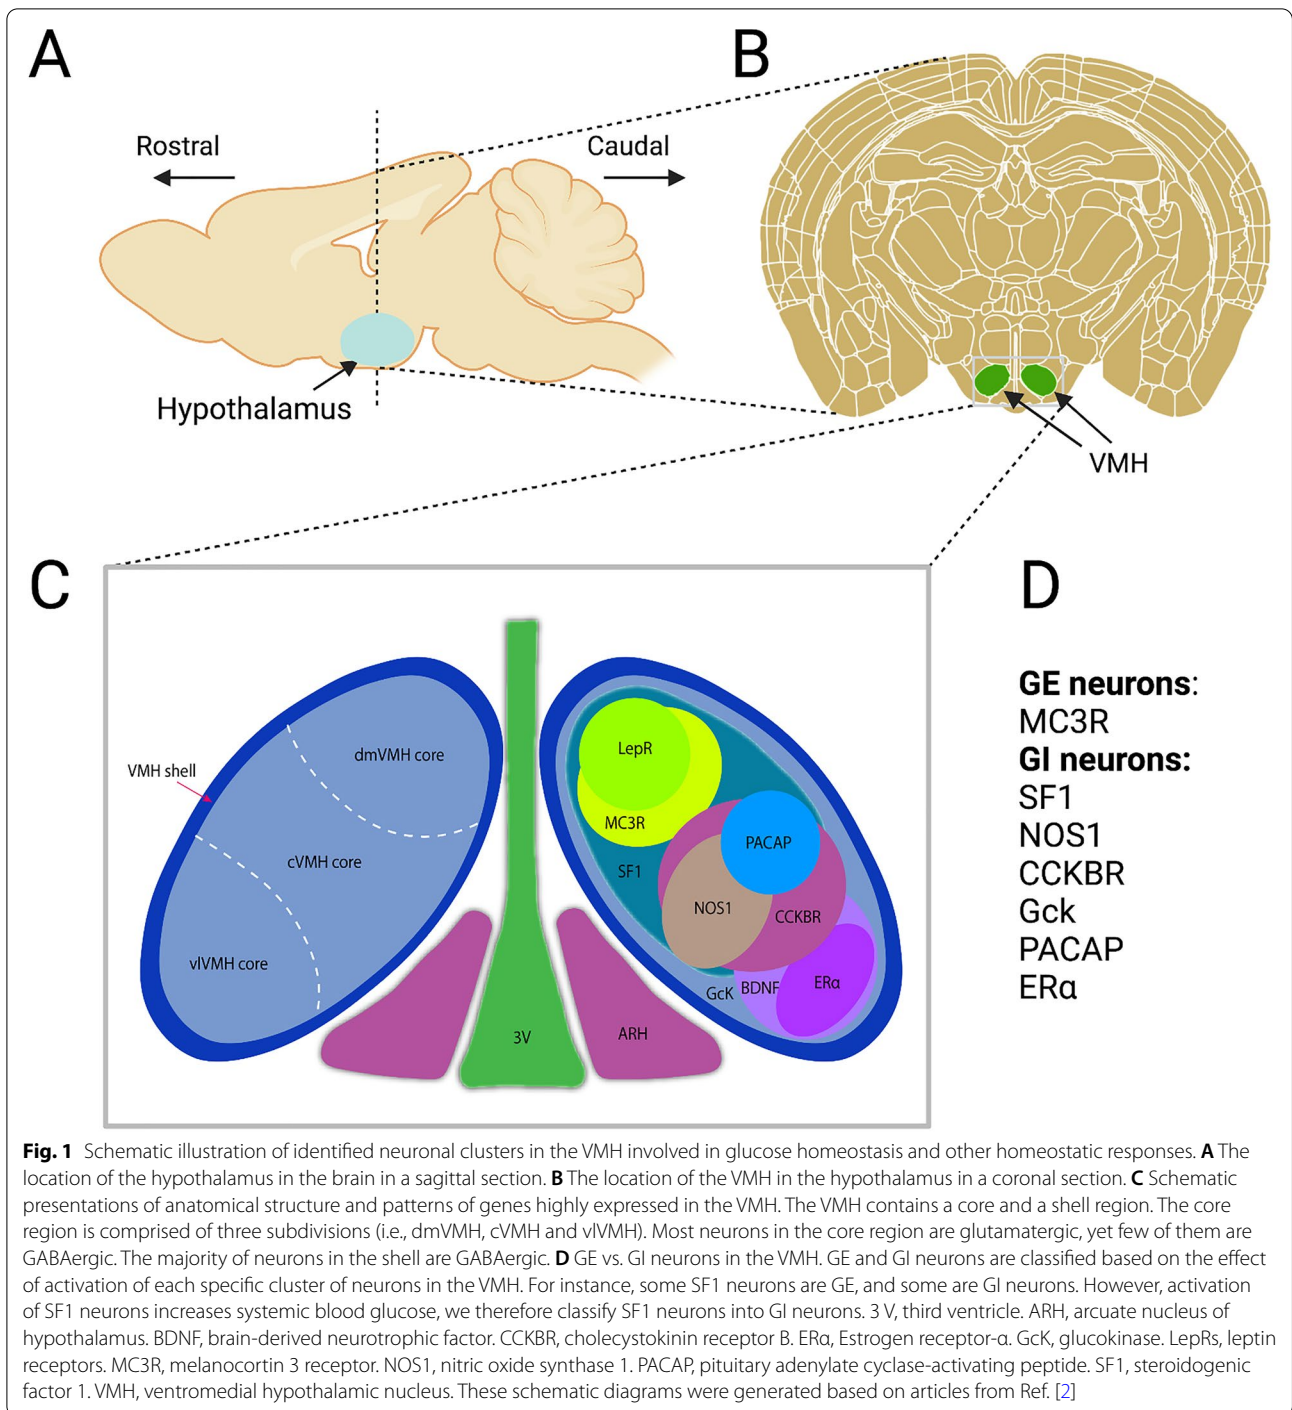 A
B
Rostral
Caudal
Hypothalamus
VMH
C
D
VMH shell
dmVMH core
cVMH core
vlVMH core
3V
ARH
LepR
MC3R
SF1
PACAP
NOS1
CCKBR
GcK
BDNF
ERα
GE neurons:
MC3R
GI neurons:
SF1
NOS1
CCKBR
Gck
PACAP
ERα
Fig. 1 Schematic illustration of identified neuronal clusters in the VMH involved in glucose homeostasis and other homeostatic responses. A The
location of the hypothalamus in the brain in a sagittal section. B The location of the VMH in the hypothalamus in a coronal section. C Schematic
presentations of anatomical structure and patterns of genes highly expressed in the VMH. The VMH contains a core and a shell region. The core
region is comprised of three subdivisions (i.e., dmVMH, cVMH and vlVMH). Most neurons in the core region are glutamatergic, yet few of them are
GABAergic. The majority of neurons in the shell are GABAergic. D GE vs. GI neurons in the VMH. GE and GI neurons are classified based on the effect
of activation of each specific cluster of neurons in the VMH. For instance, some SF1 neurons are GE, and some are GI neurons. However, activation
of SF1 neurons increases systemic blood glucose, we therefore classify SF1 neurons into GI neurons. 3 V, third ventricle. ARH, arcuate nucleus of
hypothalamus. BDNF, brain-derived neurotrophic factor. CCKBR, cholecystokinin receptor B. ERα, Estrogen receptor-α. GcK, glucokinase. LepRs, leptin
receptors. MC3R, melanocortin 3 receptor. NOS1, nitric oxide synthase 1. PACAP, pituitary adenylate cyclase-activating peptide. SF1, steroidogenic
factor 1. VMH, ventromedial hypothalamic nucleus. These schematic diagrams were generated based on articles from Ref. [2]